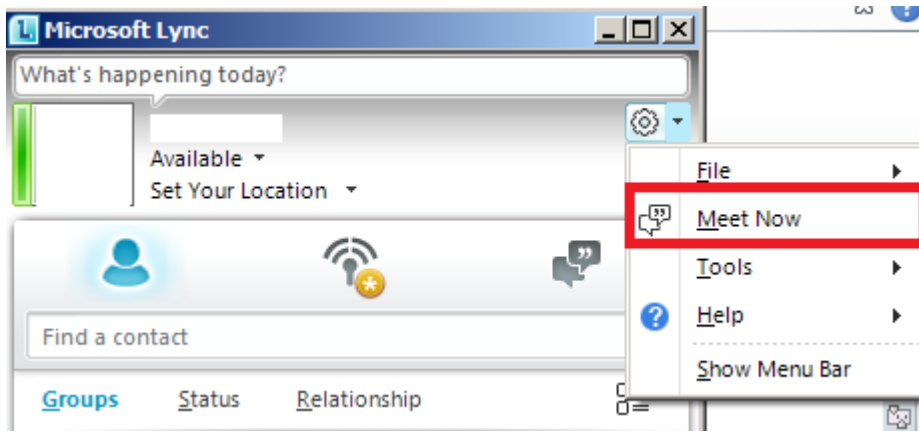 Microsoft Lync
What's happening today?
Available
Set Your Location
File
Meet Now
Tools
Help
Show Menu Bar
Find a contact
Groups Status Relationship